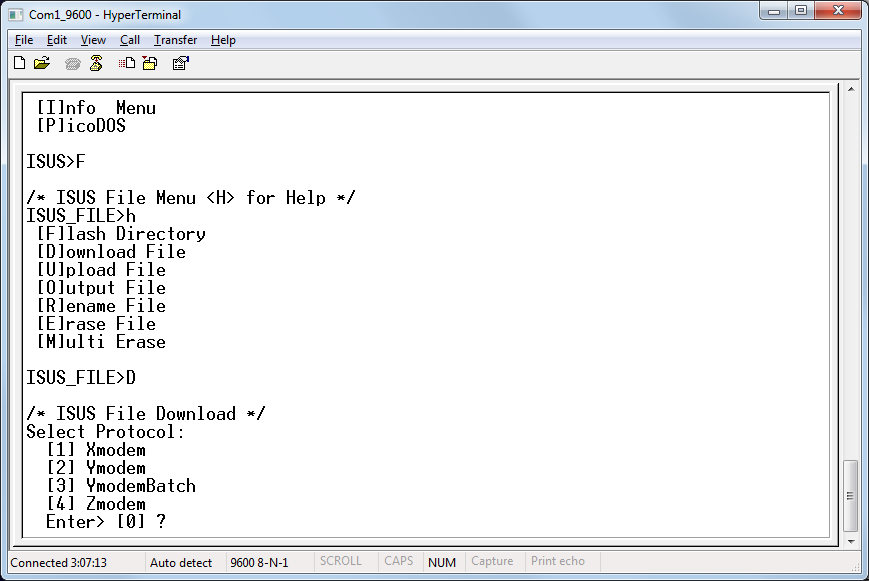 Com1_9600 - HyperTerminal
File Edit View Call Transfer Help
[I]nfo  Menu
[P]icoDOS
ISUS>F
/* ISUS File Menu <H> for Help */
ISUS_FILE>h
[F]lash Directory
[D]ownload File
[U]pload File
[O]utput File
[R]ename File
[E]rase File
[M]ulti Erase
ISUS_FILE>D
/* ISUS File Download */
Select Protocol:
[1] Xmodem
[2] Ymodem
[3] YmodemBatch
[4] Zmodem
Enter> [0] ?
Connected 3:07:13 Auto detect 9600 8-N-1 SCROLL CAPS NUM Capture Print echo